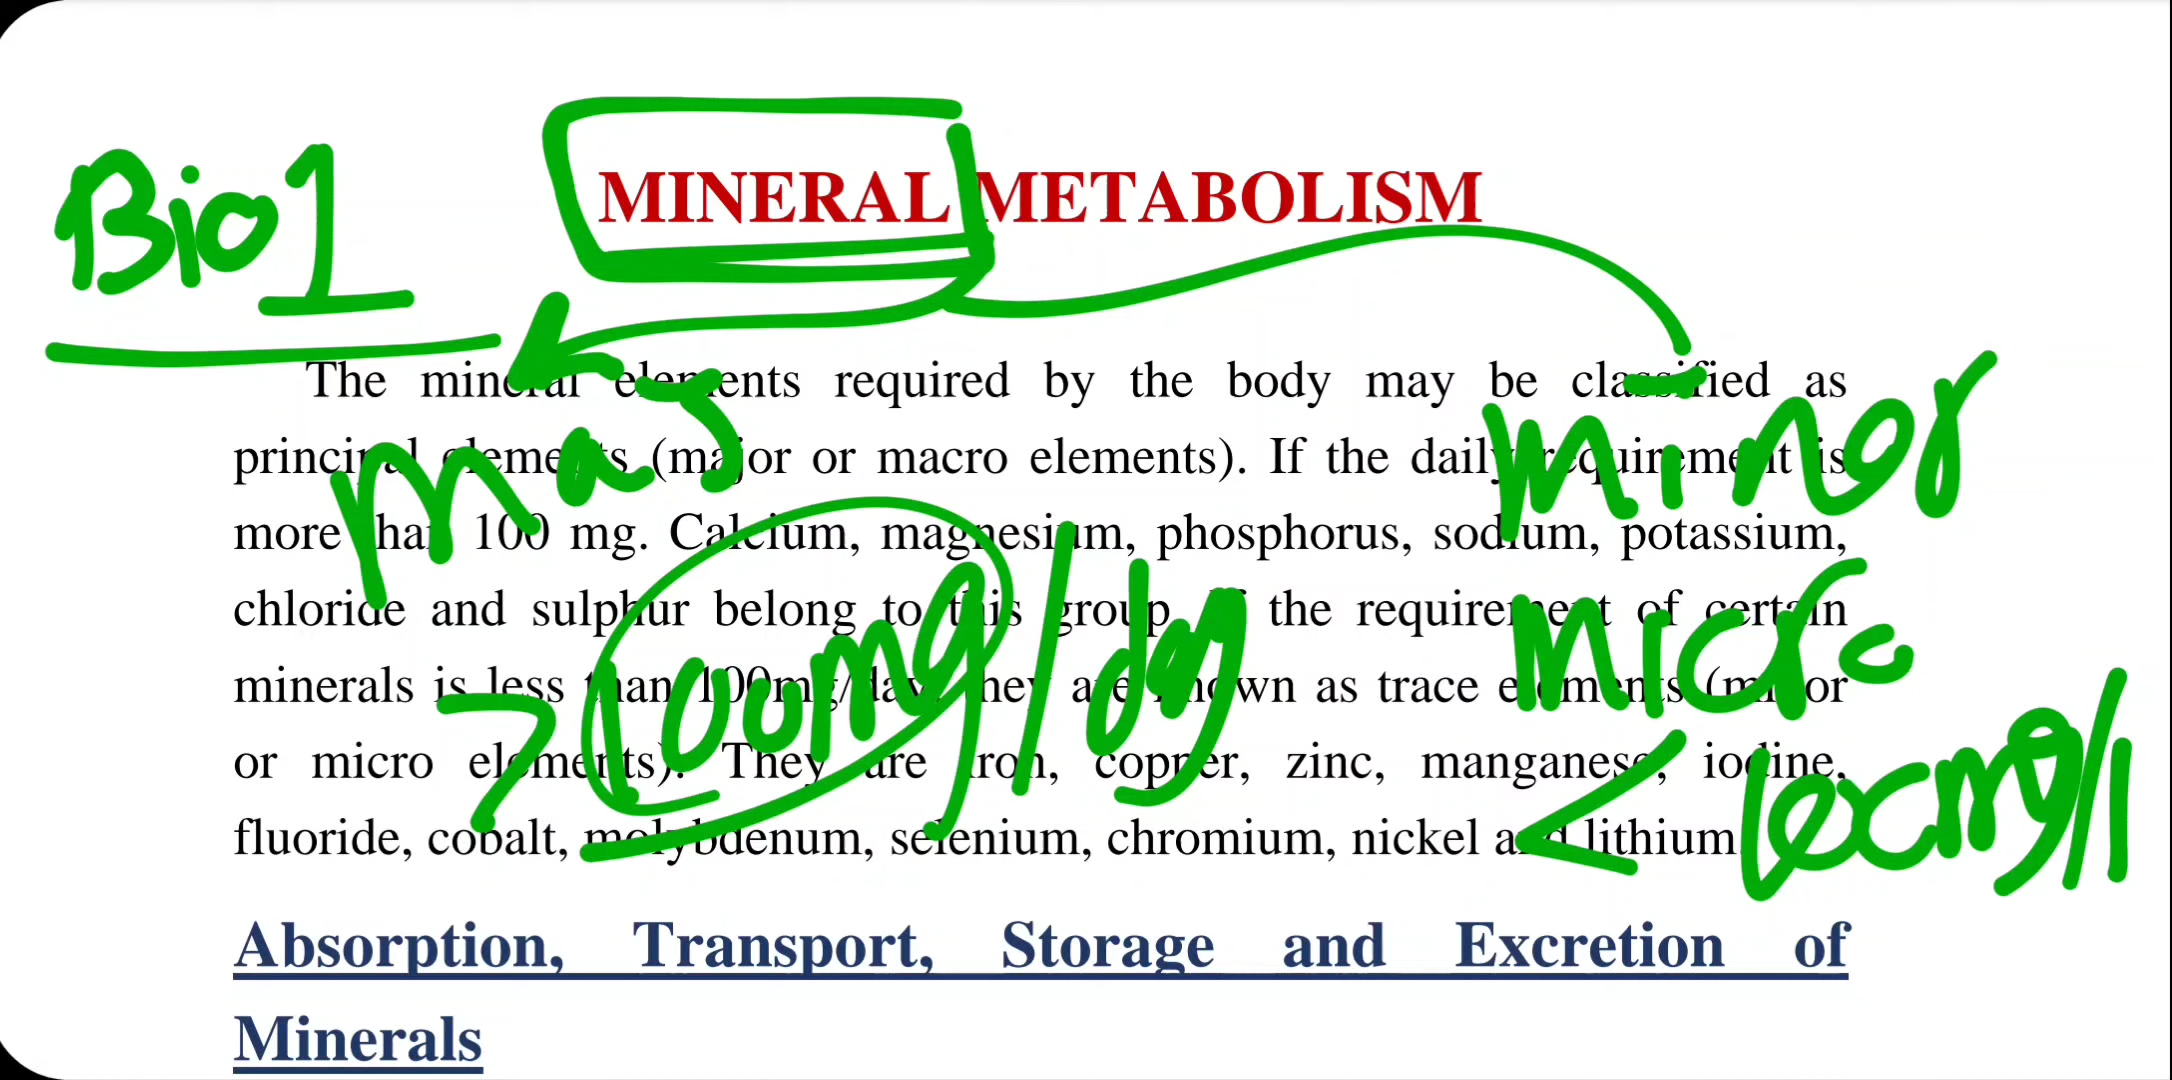 MINERAL METABOLISM
Bio 1
The mineral elements required by the body may be classified as
principal elements (major or macro elements). If the daily requirement is
more than 100 mg. Calcium, magnesium, phosphorus, sodium, potassium,
chloride and sulphur belong to this group. If the requirement of certain
minerals is less than 100mg/day, they are known as trace elements (minor
or micro elements). They are iron, copper, zinc, manganese, iodine,
fluoride, cobalt, molybdenum, selenium, chromium, nickel and lithium.
maj
minor
micro
> 100mg/day
<
Absorption, Transport, Storage and Excretion of
Minerals